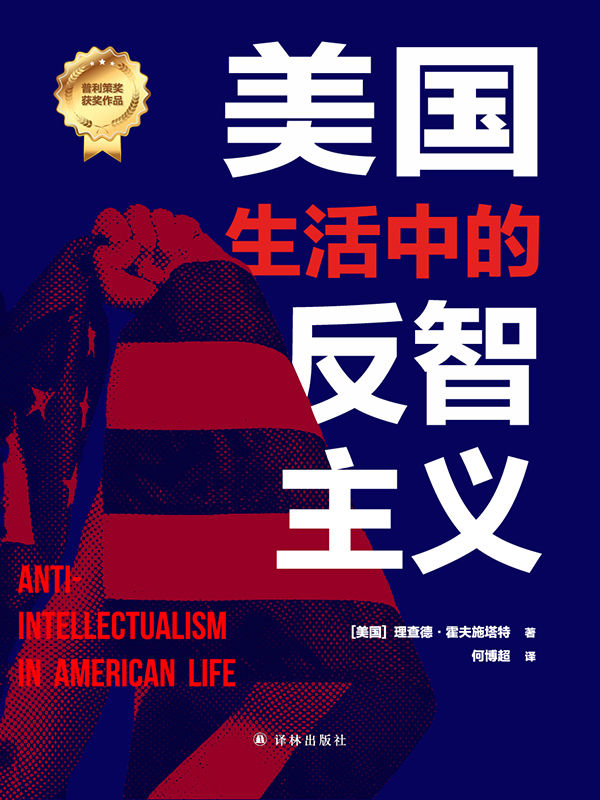 普利策奖
获奖作品
美国
生活中的
反智
主义
ANTI-
INTELLECTUALISM
IN AMERICAN LIFE
[美国] 理查德·霍夫施塔特 著
何博超 译
译林出版社